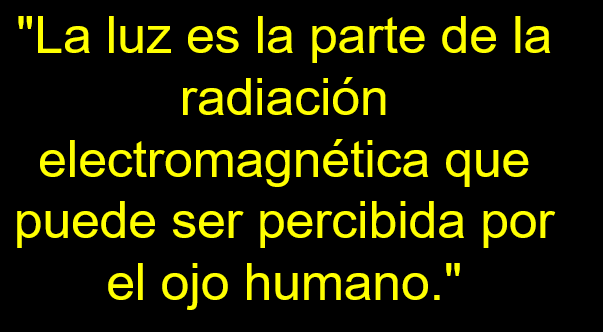 "La luz es la parte de la
radiación
electromagnética que
puede ser percibida por
el ojo humano."